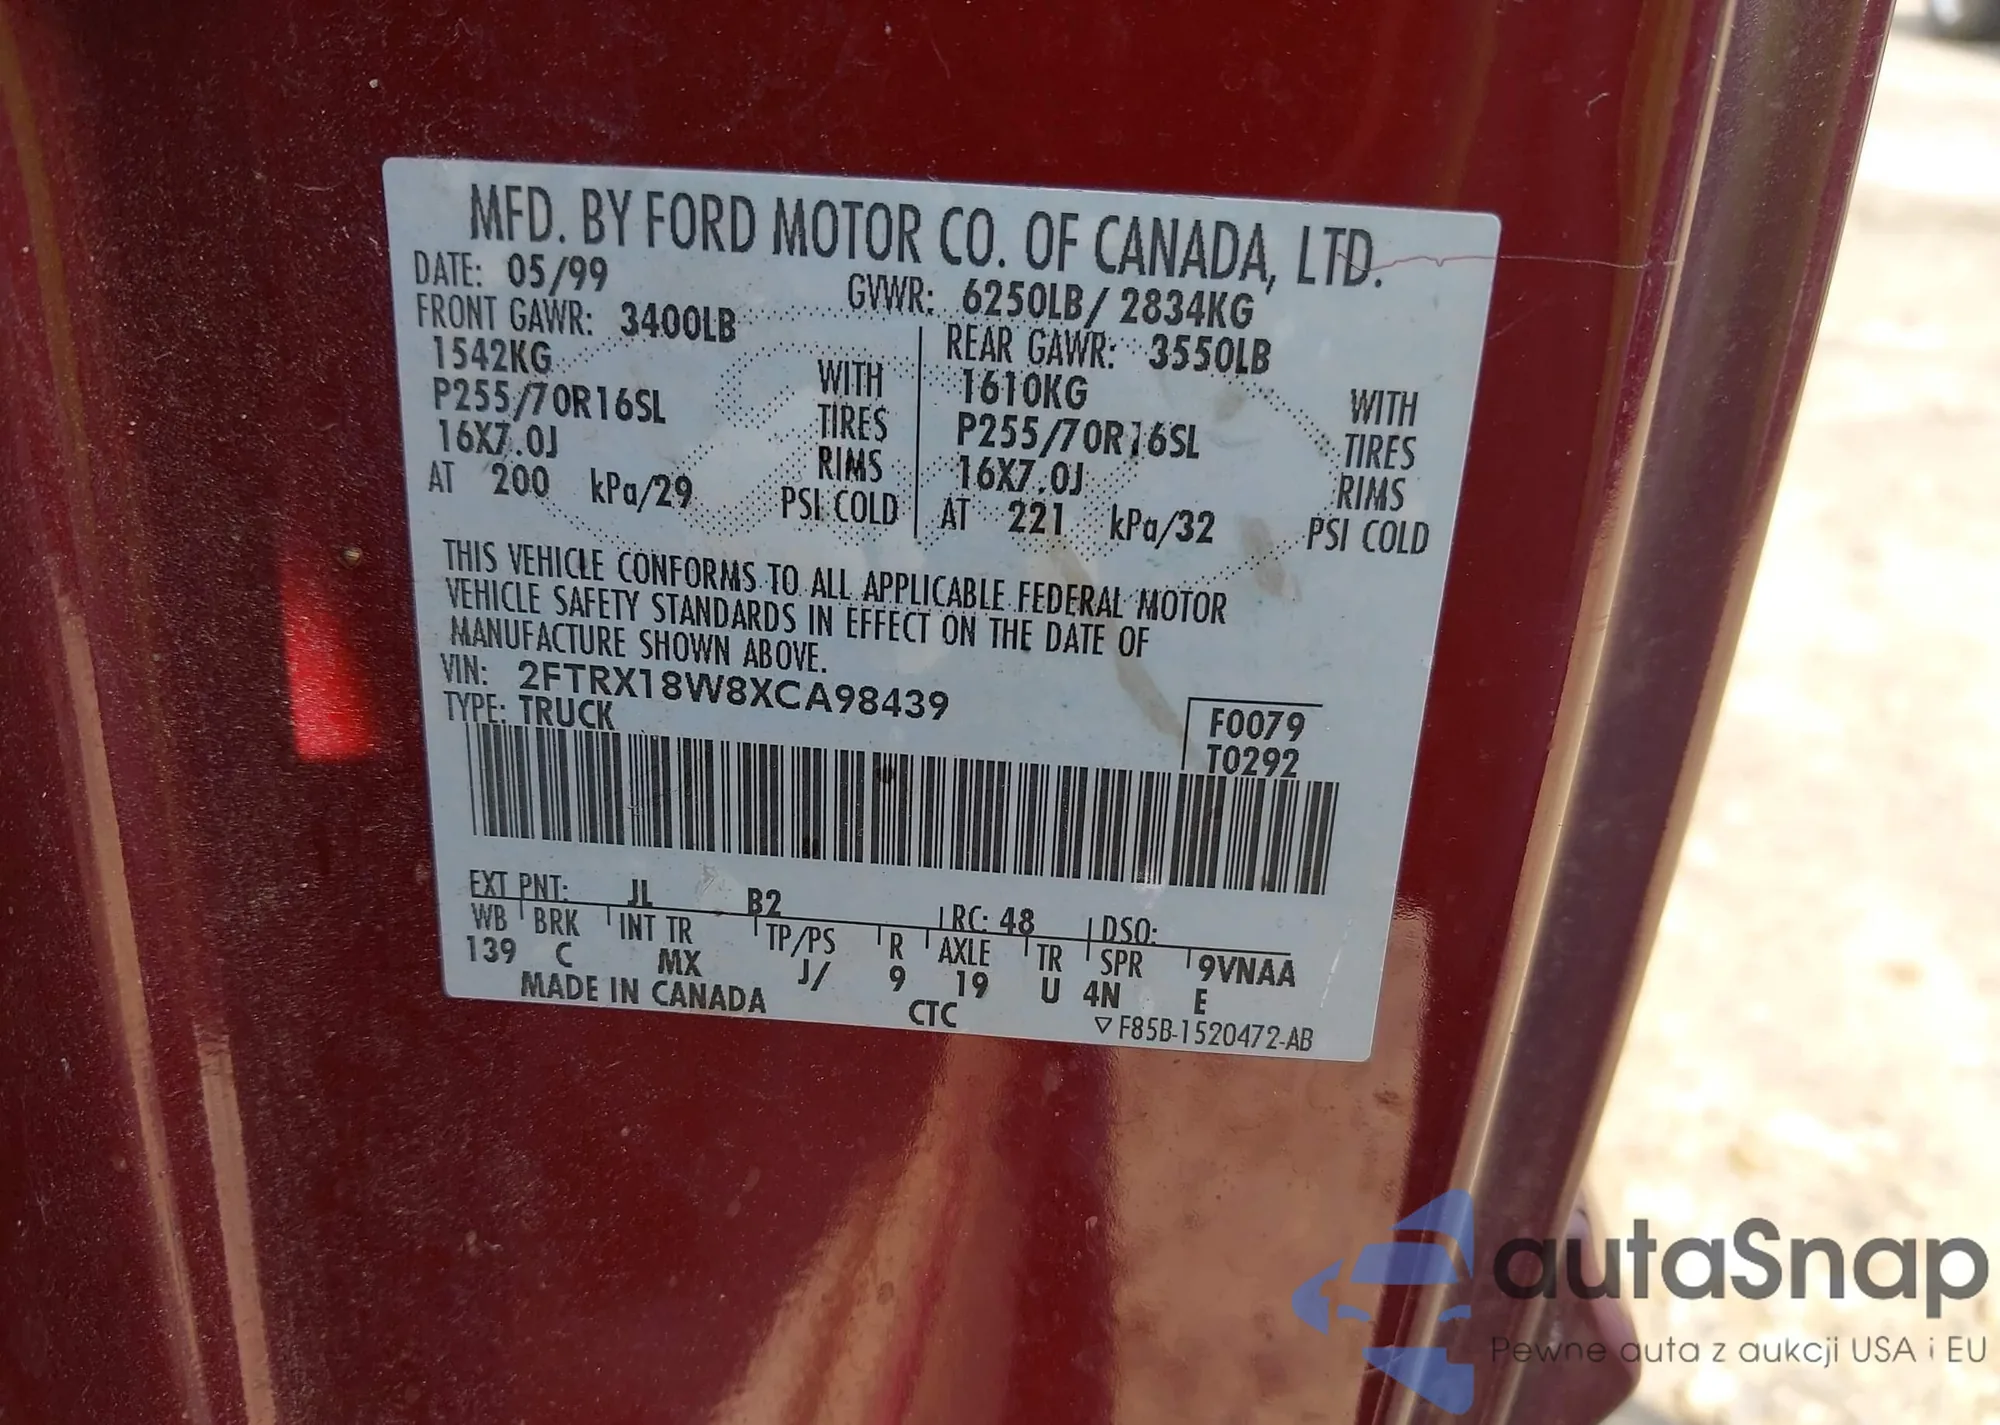 MFD. BY FORD MOTOR CO. OF CANADA, LTD.
DATE: 05/99 GVWR: 6250LB/ 2834KG
FRONT GAWR: 3400LB REAR GAWR: 3550LB
1542KG WITH 1610KG WITH
P255/70R16SL TIRES P255/70R16SL TIRES
16X7.0J RIMS 16X7.0J RIMS
AT 200 kPa/29 PSI COLD AT 221 kPa/32 PSI COLD
THIS VEHICLE CONFORMS TO ALL APPLICABLE FEDERAL MOTOR
VEHICLE SAFETY STANDARDS IN EFFECT ON THE DATE OF
MANUFACTURE SHOWN ABOVE.
VIN: 2FTRX18W8XCA98439
TYPE: TRUCK
F0079
T0292
EXT PNT: JL B2 RC: 48 DSO:
WB BRK INT TR TP/PS R AXLE TR SPR 9VNAA
139 C MX J/ 9 19 U 4N E
MADE IN CANADA CTC
▽ F85B-1520472-AB
autaSnap
Pewne auta z aukcji USA i EU